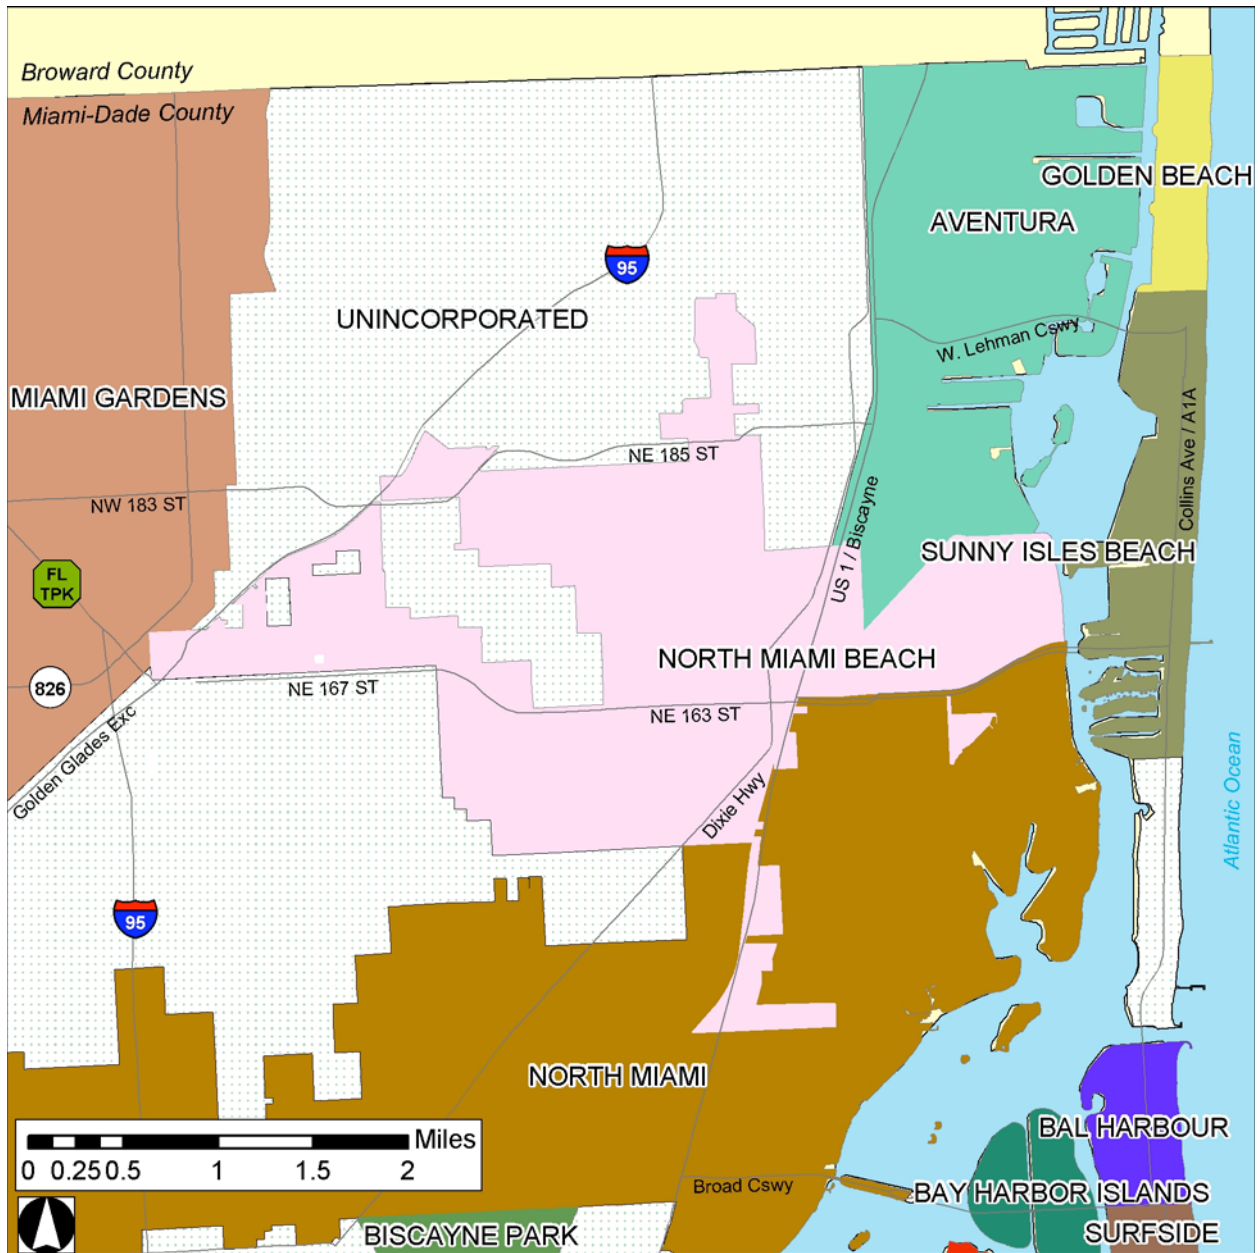 Broward County
Miami-Dade County
GOLDEN BEACH
AVENTURA
95
UNINCORPORATED
W. Lehman Cswy
MIAMI GARDENS
Collins Ave / A1A
NE 185 ST
NW 183 ST
US 1 / Biscayne
SUNNY ISLES BEACH
FL
TPK
NORTH MIAMI BEACH
826
NE 167 ST
NE 163 ST
Golden Glades Exc
Dixie Hwy
Atlantic Ocean
95
NORTH MIAMI
BAL HARBOUR
Miles
0 0.25 0.5 1 1.5 2
Broad Cswy
BAY HARBOR ISLANDS
BISCAYNE PARK
SURFSIDE